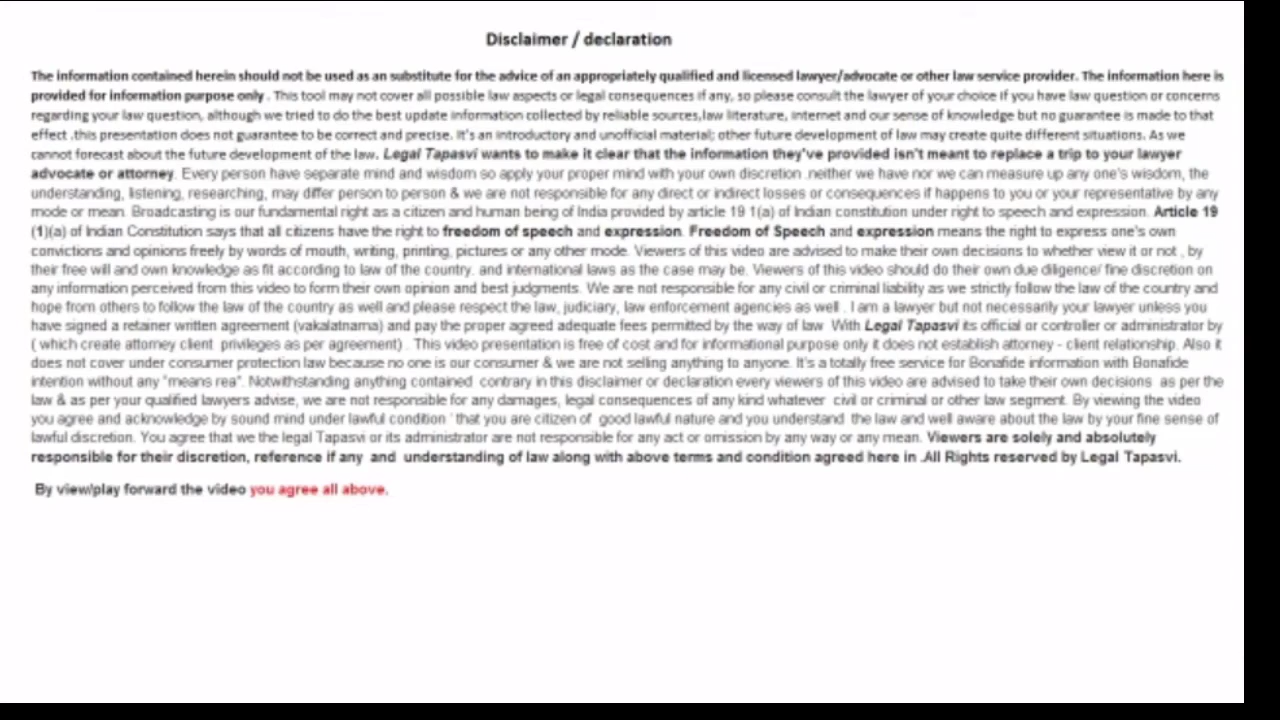 Disclaimer / declaration
The information contained herein should not be used as an substitute for the advice of an appropriately qualified and licensed lawyer/advocate or other law service provider. The information here is
provided for information purpose only . This tool may not cover all possible law aspects or legal consequences if any, so please consult the lawyer of your choice if you have law question or concerns
regarding your law question, although we tried to do the best update information collected by reliable sources,law literature, internet and our sense of knowledge but no guarantee is made to that
effect .this presentation does not guarantee to be correct and precise. It's an introductory and unofficial material; other future development of law may create quite different situations. As we
cannot forecast about the future development of the law. Legal Tapasvi wants to make it clear that the information they've provided isn't meant to replace a trip to your lawyer
advocate or attorney. Every person have separate mind and wisdom so apply your proper mind with your own discretion .neither we have nor we can measure up any one's wisdom, the
understanding, listening, researching, may differ person to person & we are not responsible for any direct or indirect losses or consequences if happens to you or your representative by any
mode or mean. Broadcasting is our fundamental right as a citizen and human being of India provided by article 19 1(a) of Indian constitution under right to speech and expression. Article 19
(1)(a) of Indian Constitution says that all citizens have the right to freedom of speech and expression. Freedom of Speech and expression means the right to express one's own
convictions and opinions freely by words of mouth, writing, printing, pictures or any other mode. Viewers of this video are advised to make their own decisions to whether view it or not , by
their free will and own knowledge as fit according to law of the country. and international laws as the case may be. Viewers of this video should do their own due diligence/ fine discretion on
any information perceived from this video to form their own opinion and best judgments. We are not responsible for any civil or criminal liability as we strictly follow the law of the country and
hope from others to follow the law of the country as well and please respect the law, judiciary, law enforcement agencies as well . I am a lawyer but not necessarily your lawyer unless you
have signed a retainer written agreement (vakalatnama) and pay the proper agreed adequate fees permitted by the way of law With Legal Tapasvi its official or controller or administrator by
( which create attorney client privileges as per agreement) . This video presentation is free of cost and for informational purpose only it does not establish attorney - client relationship. Also it
does not cover under consumer protection law because no one is our consumer & we are not selling anything to anyone. It's a totally free service for Bonafide information with Bonafide
intention without any "means rea". Notwithstanding anything contained contrary in this disclaimer or declaration every viewers of this video are advised to take their own decisions as per the
law & as per your qualified lawyers advise, we are not responsible for any damages, legal consequences of any kind whatever civil or criminal or other law segment. By viewing the video
you agree and acknowledge by sound mind under lawful condition ' that you are citizen of good lawful nature and you understand the law and well aware about the law by your fine sense of
lawful discretion. You agree that we the legal Tapasvi or its administrator are not responsible for any act or omission by any way or any mean. Viewers are solely and absolutely
responsible for their discretion, reference if any and understanding of law along with above terms and condition agreed here in .All Rights reserved by Legal Tapasvi.
By view/play forward the video you agree all above.